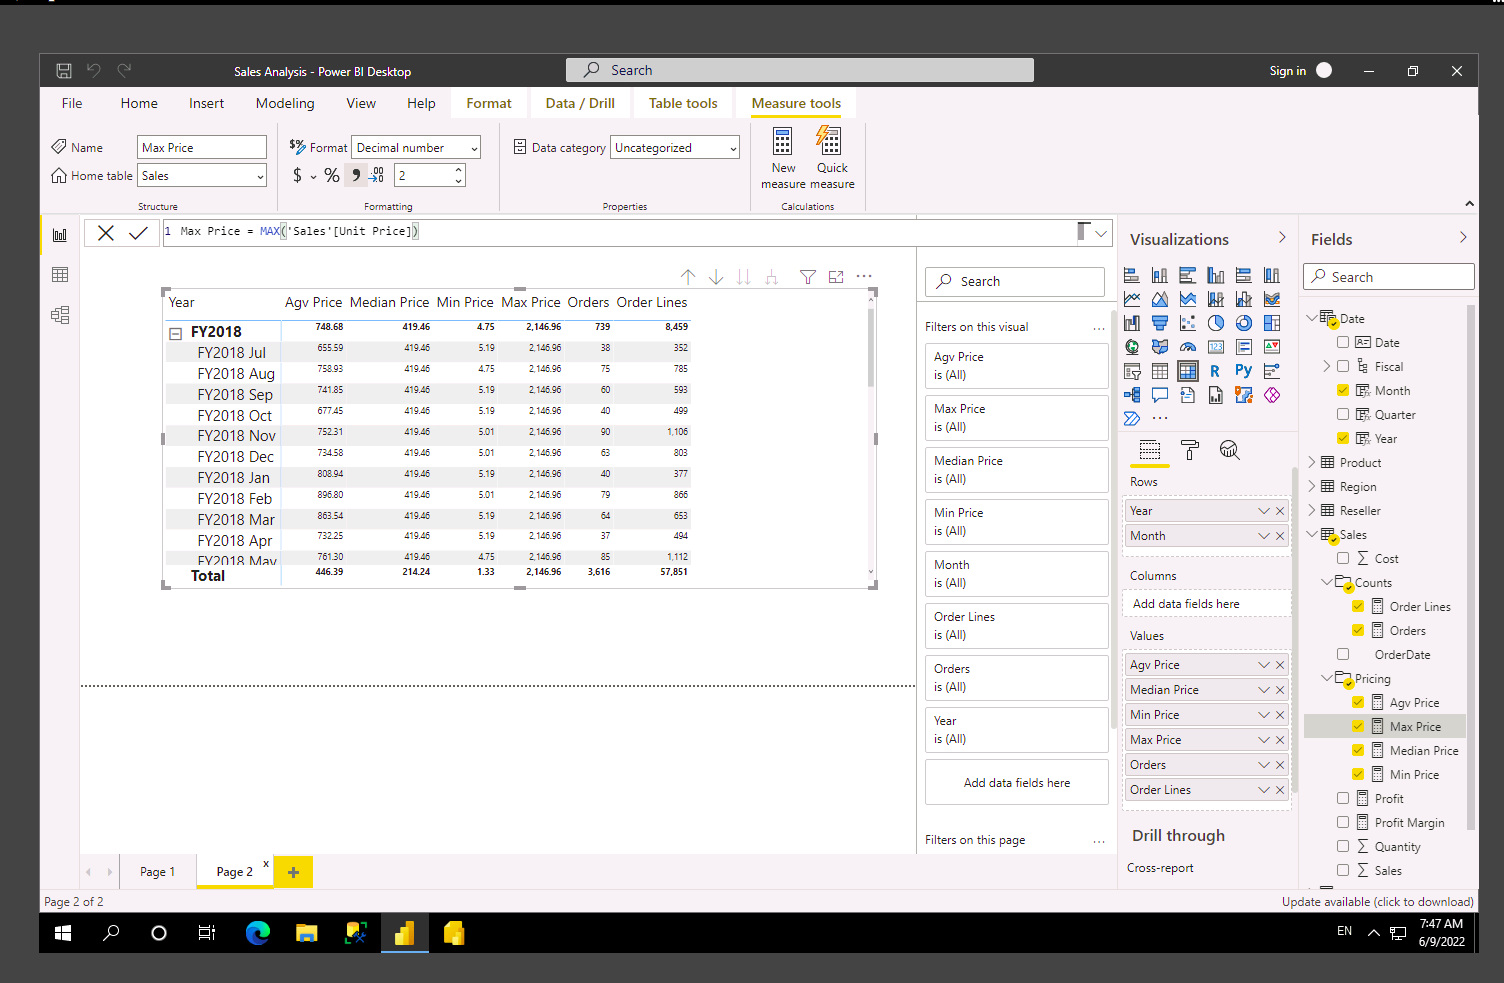 Sales Analysis - Power BI Desktop
Search
Sign in
File Home Insert Modeling View Help Format Data / Drill Table tools Measure tools
Name Max Price
Home table Sales
Structure
$% Format Decimal number
$ % 9 .00 2
Formatting
Data category Uncategorized
Properties
New measure
Quick measure
Calculations
1 Max Price = MAX('Sales'[Unit Price])
Year Agv Price Median Price Min Price Max Price Orders Order Lines
FY2018 748.68 419.46 4.75 2,146.96 739 8,459
FY2018 Jul 655.59 419.46 5.19 2,146.96 38 352
FY2018 Aug 758.93 419.46 4.75 2,146.96 75 785
FY2018 Sep 741.85 419.46 5.19 2,146.96 60 593
FY2018 Oct 677.45 419.46 5.19 2,146.96 40 499
FY2018 Nov 752.31 419.46 5.01 2,146.96 90 1,106
FY2018 Dec 734.58 419.46 5.01 2,146.96 63 803
FY2018 Jan 808.94 419.46 5.19 2,146.96 40 377
FY2018 Feb 896.80 419.46 5.01 2,146.96 79 866
FY2018 Mar 863.54 419.46 5.19 2,146.96 64 653
FY2018 Apr 732.25 419.46 5.19 2,146.96 37 494
FY2018 May 761.30 419.46 4.75 2,146.96 85 1,112
Total 446.39 214.24 1.33 2,146.96 3,616 57,851
Search
Filters on this visual ...
Agv Price
is (All)
Max Price
is (All)
Median Price
is (All)
Min Price
is (All)
Month
is (All)
Order Lines
is (All)
Orders
is (All)
Year
is (All)
Add data fields here
Filters on this page ...
Visualizations
123
R Py
...
Rows
Year
Month
Columns
Add data fields here
Values
Agv Price
Median Price
Min Price
Max Price
Orders
Order Lines
Drill through
Cross-report
Fields
Search
Date
Date
Fiscal
Month
Quarter
Year
Product
Region
Reseller
Sales
Σ Cost
Counts
Order Lines
Orders
OrderDate
Pricing
Agv Price
Max Price
Median Price
Min Price
Profit
Profit Margin
Σ Quantity
Σ Sales
Page 1
Page 2 x
+
Page 2 of 2
Update available (click to download)
EN
7:47 AM
6/9/2022